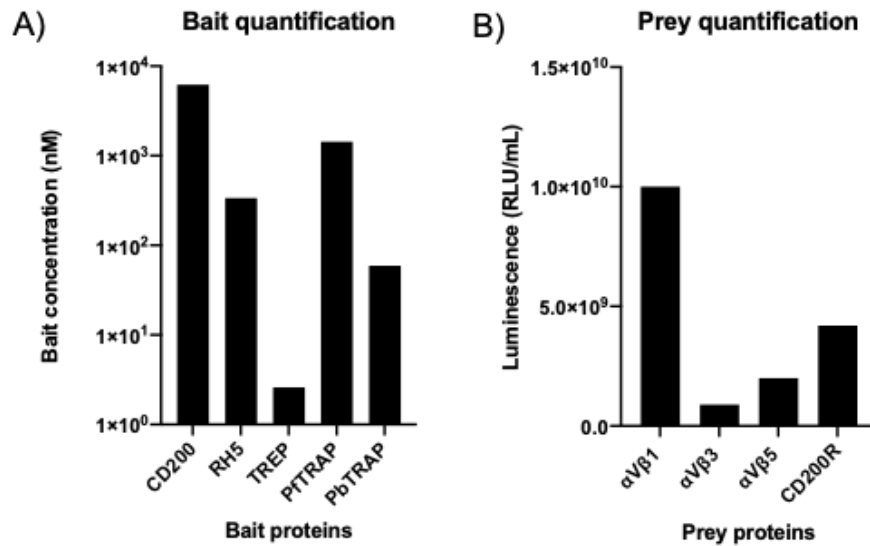 A)
Bait quantification
Bait concentration (nM)
1×10⁴
1×10³
1×10²
1×10¹
1×10⁰
CD200
RH5
TREP
PfTRAP
PbTRAP
Bait proteins
B)
Prey quantification
Luminescence (RLU/mL)
1.5×10¹⁰
1.0×10¹⁰
5.0×10⁹
0.0
αVβ1
αVβ3
αVβ5
CD200R
Prey proteins